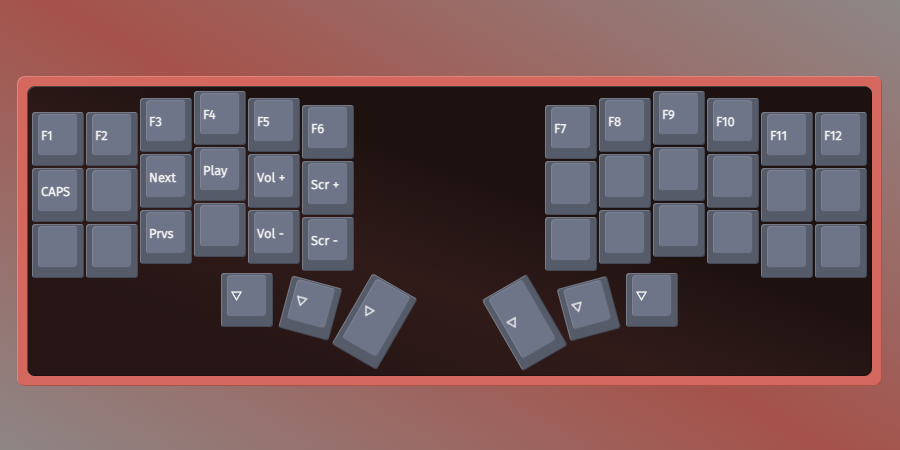 F1 F2 F3 F4 F5 F6 F7 F8 F9 F10 F11 F12
CAPS Next Play Vol + Scr +
Prvs Vol - Scr -